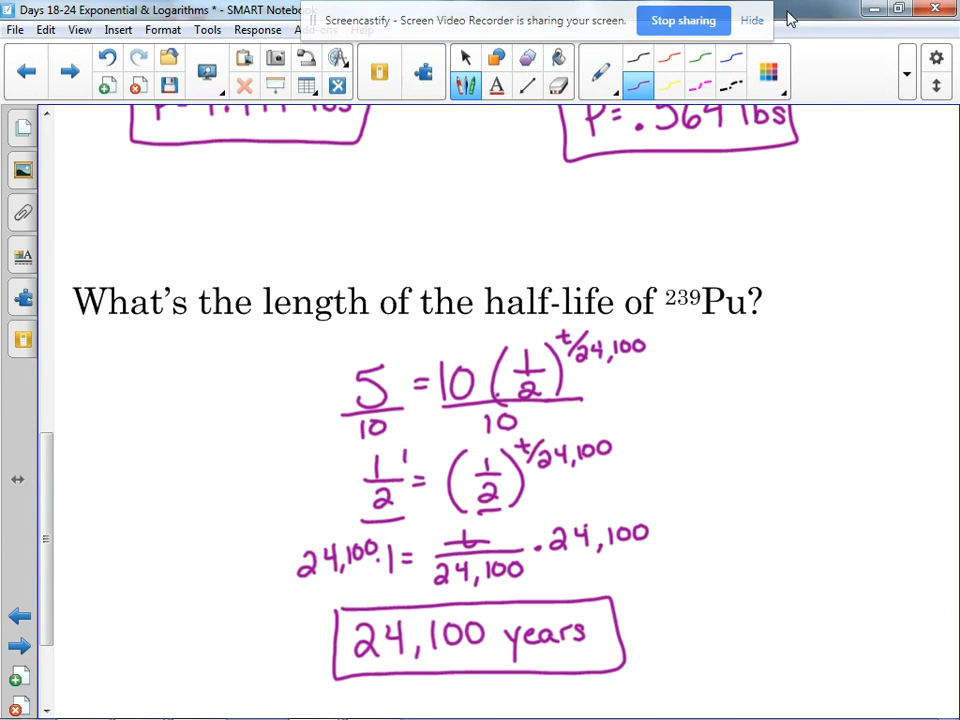 Days 18-24 Exponential & Logarithms * - SMART Notebook
Screencastify - Screen Video Recorder is sharing your screen.
Stop sharing
Hide
File Edit View Insert Format Tools Response Add-ons Help
P = .564 lbs
What's the length of the half-life of ²³⁹Pu?
5/10 = 10(1/2)^t/24,100 / 10
1/2 ^1 = (1/2)^t/24,100
24,100 · 1 = t/24,100 · 24,100
24,100 years